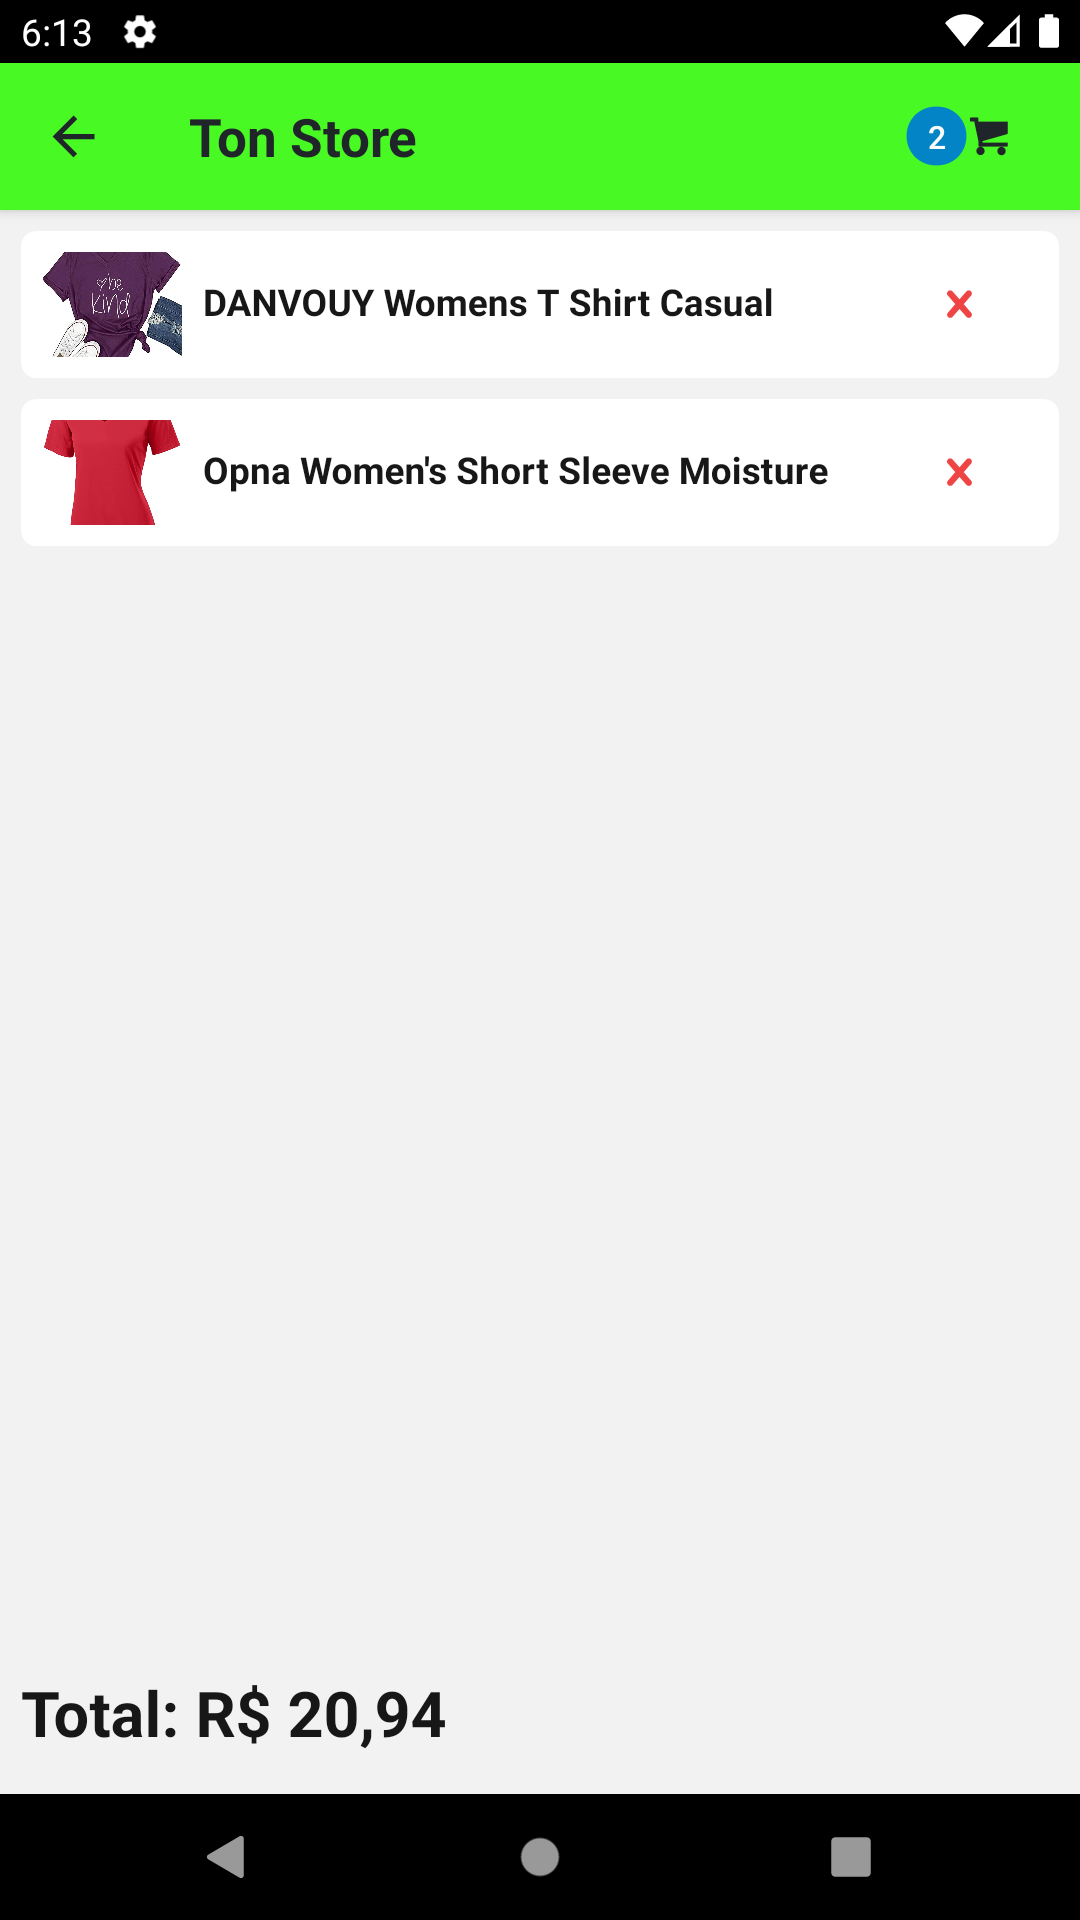 6:13
Ton Store
2
be
kind
DANVOUY Womens T Shirt Casual
Opna Women's Short Sleeve Moisture
Total: R$ 20,94